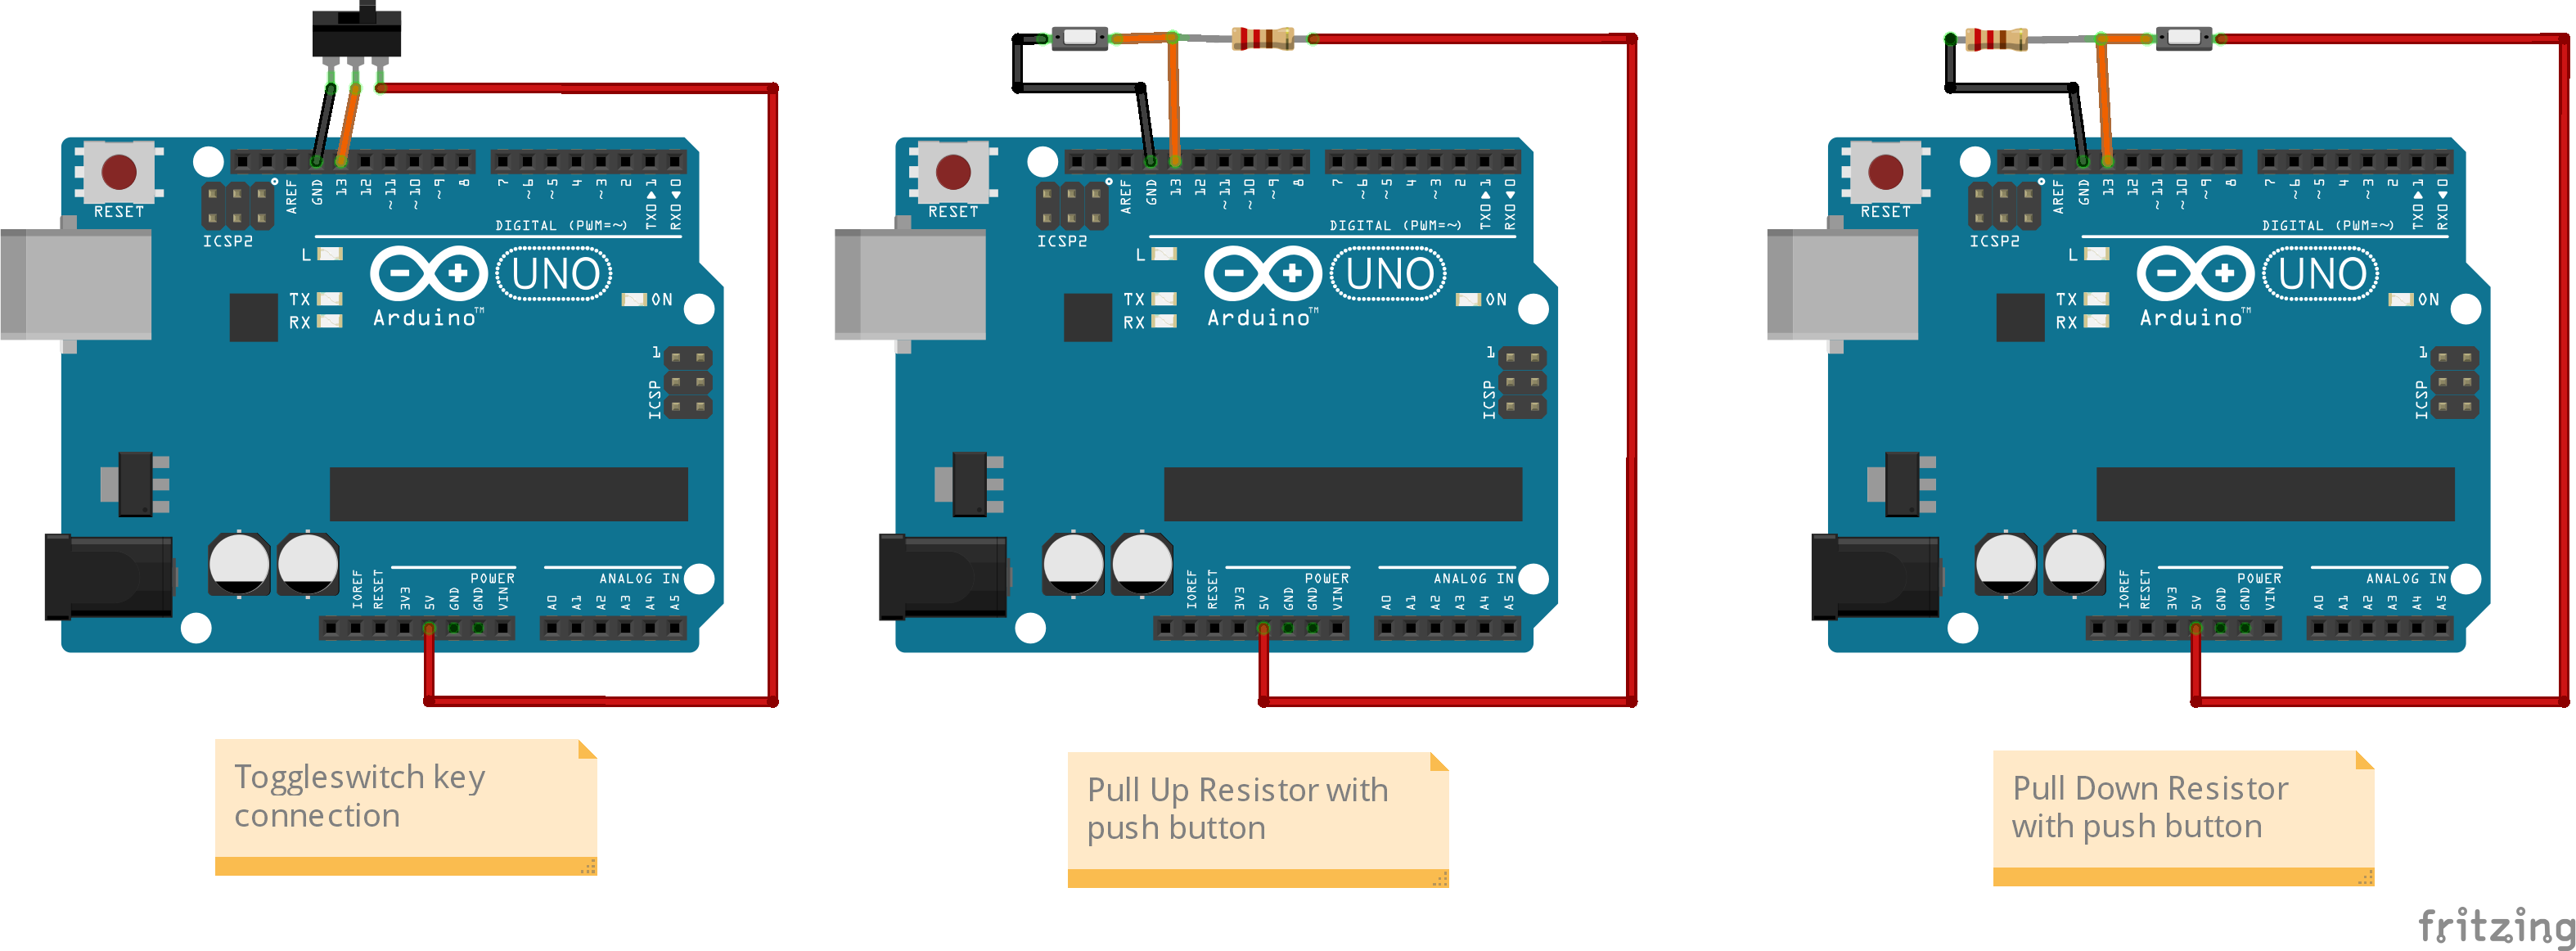 AREF
GND
13
12
~11
~10
~9
8
7
~6
~5
4
~3
2
TX0▶1
RX0◀0
RESET
ICSP2
DIGITAL (PWM=~)
L
TX
RX
UNO
ON
Arduino™
1
ICSP
IOREF
RESET
3V3
5V
GND
GND
VIN
POWER
ANALOG IN
A0
A1
A2
A3
A4
A5
Toggleswitch key
connection
AREF
GND
13
12
~11
~10
~9
8
7
~6
~5
4
~3
2
TX0▶1
RX0◀0
RESET
ICSP2
DIGITAL (PWM=~)
L
TX
RX
UNO
ON
Arduino™
1
ICSP
IOREF
RESET
3V3
5V
GND
GND
VIN
POWER
ANALOG IN
A0
A1
A2
A3
A4
A5
Pull Up Resistor with
push button
AREF
GND
13
12
~11
~10
~9
8
7
~6
~5
4
~3
2
TX0▶1
RX0◀0
RESET
ICSP2
DIGITAL (PWM=~)
L
TX
RX
UNO
ON
Arduino™
1
ICSP
IOREF
RESET
3V3
5V
GND
GND
VIN
POWER
ANALOG IN
A0
A1
A2
A3
A4
A5
Pull Down Resistor
with push button
fritzing